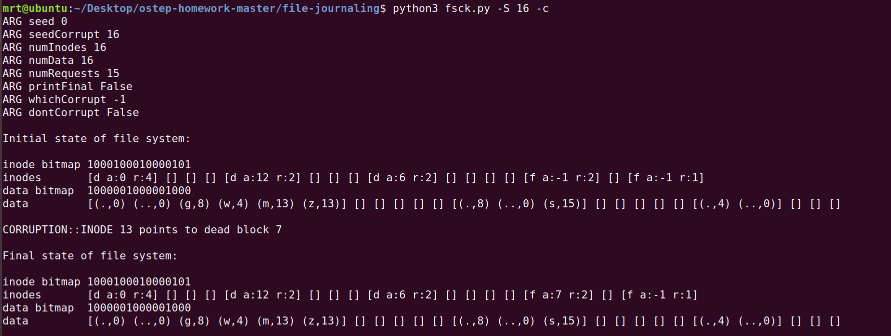 mrt@ubuntu:~/Desktop/ostep-homework-master/file-journaling$ python3 fsck.py -S 16 -c
ARG seed 0
ARG seedCorrupt 16
ARG numInodes 16
ARG numData 16
ARG numRequests 15
ARG printFinal False
ARG whichCorrupt -1
ARG dontCorrupt False

Initial state of file system:

inode bitmap 1000100010000101
inodes       [d a:0 r:4] [] [] [] [d a:12 r:2] [] [] [] [d a:6 r:2] [] [] [] [] [f a:-1 r:2] [] [f a:-1 r:1]
data bitmap  1000001000001000
data         [(.,0) (..,0) (g,8) (w,4) (m,13) (z,13)] [] [] [] [] [] [(.,8) (..,0) (s,15)] [] [] [] [] [] [(.,4) (..,0)] [] [] []

CORRUPTION::INODE 13 points to dead block 7

Final state of file system:

inode bitmap 1000100010000101
inodes       [d a:0 r:4] [] [] [] [d a:12 r:2] [] [] [] [d a:6 r:2] [] [] [] [] [f a:7 r:2] [] [f a:-1 r:1]
data bitmap  1000001000001000
data         [(.,0) (..,0) (g,8) (w,4) (m,13) (z,13)] [] [] [] [] [] [(.,8) (..,0) (s,15)] [] [] [] [] [] [(.,4) (..,0)] [] [] []